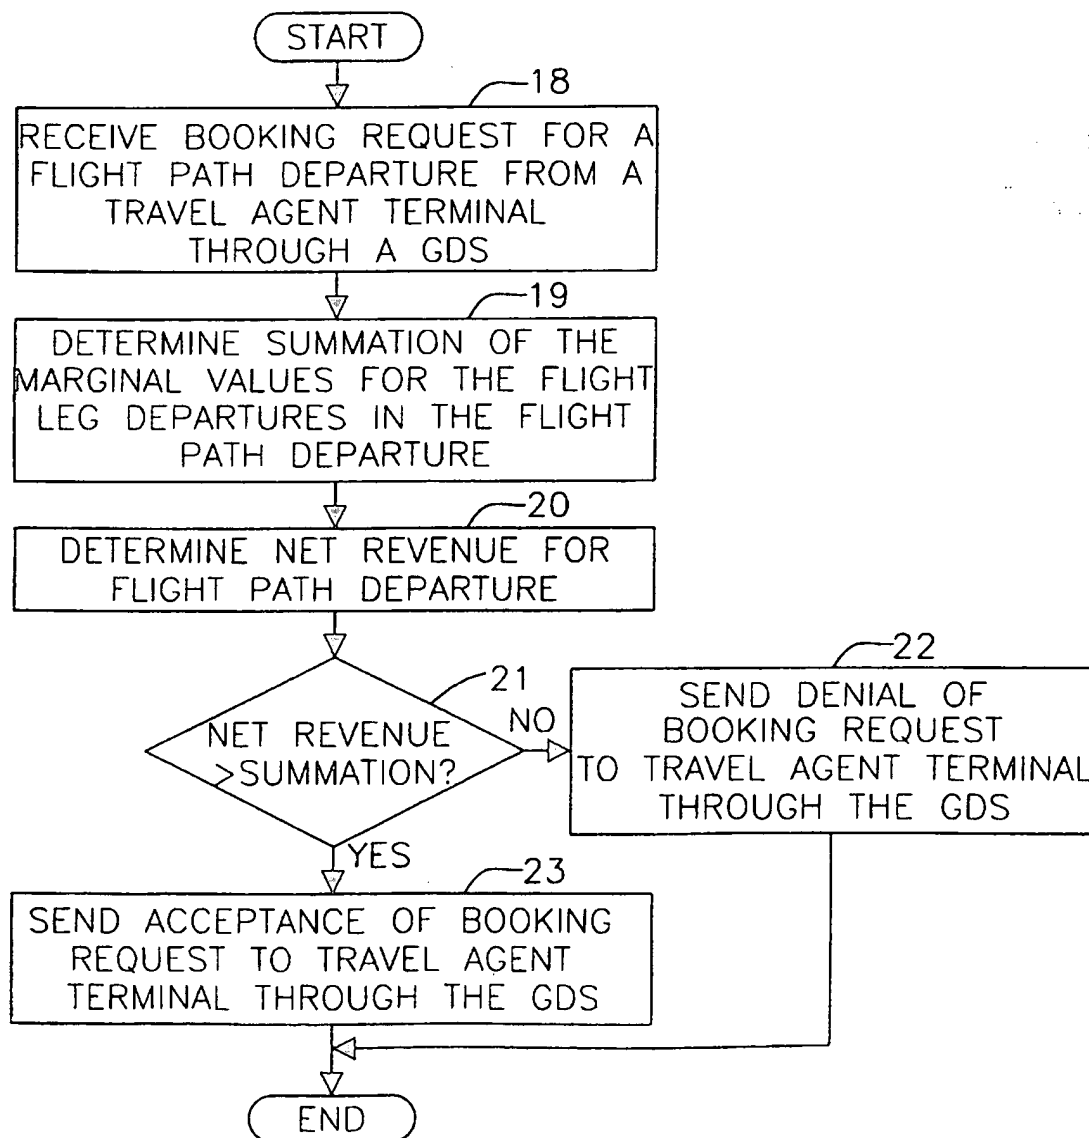 START
18
RECEIVE BOOKING REQUEST FOR A
FLIGHT PATH DEPARTURE FROM A
TRAVEL AGENT TERMINAL
THROUGH A GDS
19
DETERMINE SUMMATION OF THE
MARGINAL VALUES FOR THE FLIGHT
LEG DEPARTURES IN THE FLIGHT
PATH DEPARTURE
20
DETERMINE NET REVENUE FOR
FLIGHT PATH DEPARTURE
21
NET REVENUE
>SUMMATION?
NO
22
SEND DENIAL OF
BOOKING REQUEST
TO TRAVEL AGENT TERMINAL
THROUGH THE GDS
YES
23
SEND ACCEPTANCE OF BOOKING
REQUEST TO TRAVEL AGENT
TERMINAL THROUGH THE GDS
END